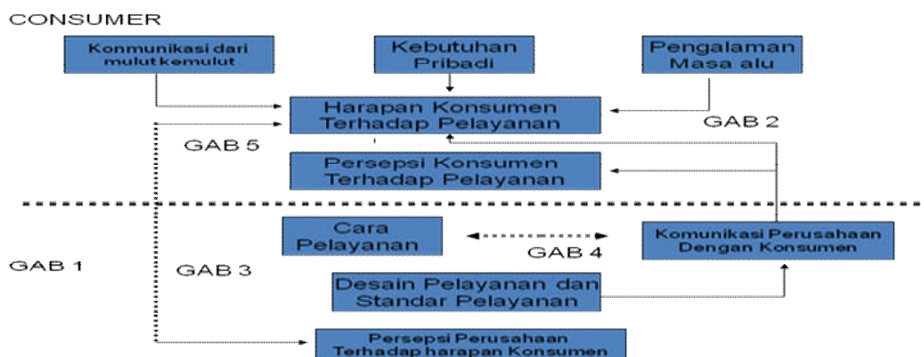 CONSUMER
Konmunikasi dari
mulut kemulut
Kebutuhan
Pribadi
Pengalaman
Masa alu
Harapan Konsumen
Terhadap Pelayanan
GAB 2
GAB 5
Persepsi Konsumen
Terhadap Pelayanan
Cara
Pelayanan
Komunikasi Perusahaan
Dengan Konsumen
GAB 4
GAB 1
GAB 3
Desain Pelayanan dan
Standar Pelayanan
Persepsi Perusahaan
Terhadap harapan Konsumen